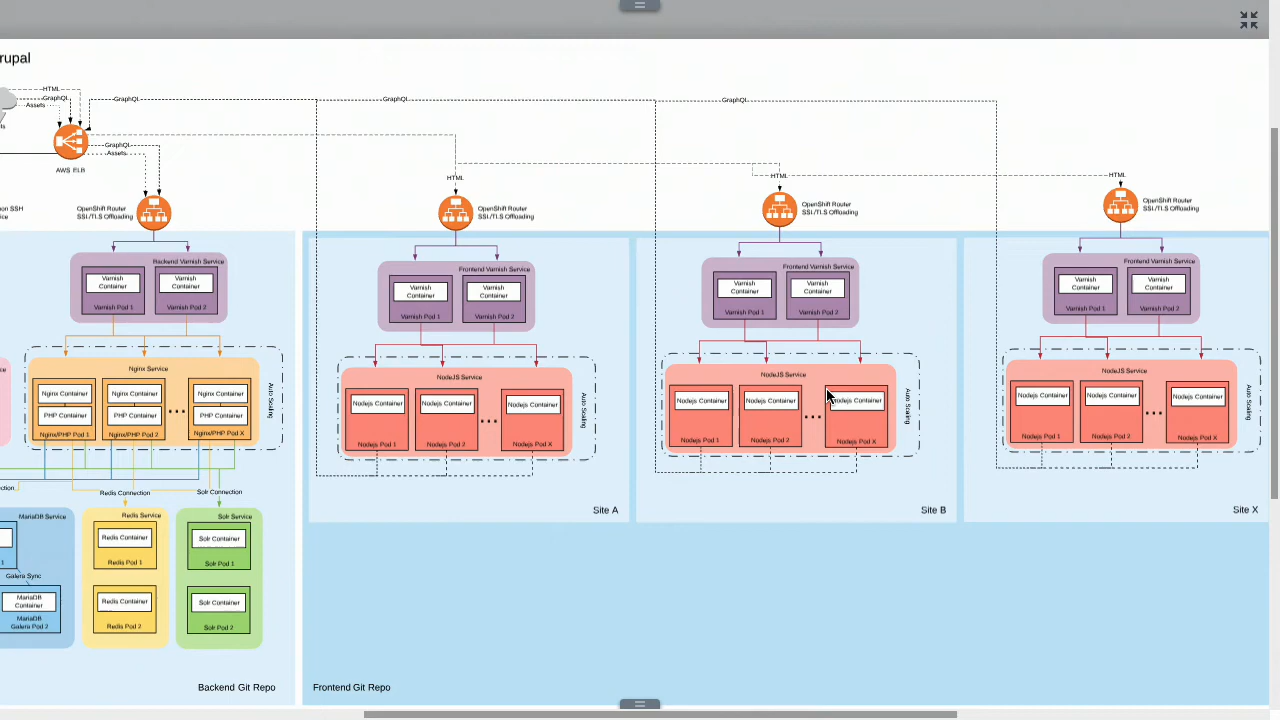 rupal
HTML
GraphQl
Assets
ts
GraphQl
GraphQl
GraphQl
GraphQl
Assets
AWS ELB
HTML
HTML
HTML
on SSH
ice
OpenShift Router
SSL/TLS Offloading
OpenShift Router
SSL/TLS Offloading
OpenShift Router
SSL/TLS Offloading
OpenShift Router
SSL/TLS Offloading
Backend Varnish Service
Varnish
Container
Varnish
Container
Varnish Pod 1
Varnish Pod 2
Frontend Varnish Service
Varnish
Container
Varnish
Container
Varnish Pod 1
Varnish Pod 2
Frontend Varnish Service
Varnish
Container
Varnish
Container
Varnish Pod 1
Varnish Pod 2
Frontend Varnish Service
Varnish
Container
Varnish
Container
Varnish Pod 1
Varnish Pod 2
Nginx Service
Nginx Container
Nginx Container
Nginx Container
PHP Container
PHP Container
PHP Container
Nginx/PHP Pod 1
Nginx/PHP Pod 2
Nginx/PHP Pod X
Auto Scaling
NodeJS Service
Nodejs Container
Nodejs Container
Nodejs Container
Nodejs Pod 1
Nodejs Pod 2
Nodejs Pod X
Auto Scaling
NodeJS Service
Nodejs Container
Nodejs Container
Nodejs Container
Nodejs Pod 1
Nodejs Pod 2
Nodejs Pod X
Auto Scaling
NodeJS Service
Nodejs Container
Nodejs Container
Nodejs Container
Nodejs Pod 1
Nodejs Pod 2
Nodejs Pod X
Auto Scaling
ction
Redis Connection
Solr Connection
Site A
Site B
Site X
MariaDB Service
1
Galera Sync
MariaDB
Container
MariaDB
Galera Pod 2
Redis Service
Redis Container
Redis Pod 1
Redis Container
Redis Pod 2
Solr Service
Solr Container
Solr Pod 1
Solr Container
Solr Pod 2
Backend Git Repo
Frontend Git Repo